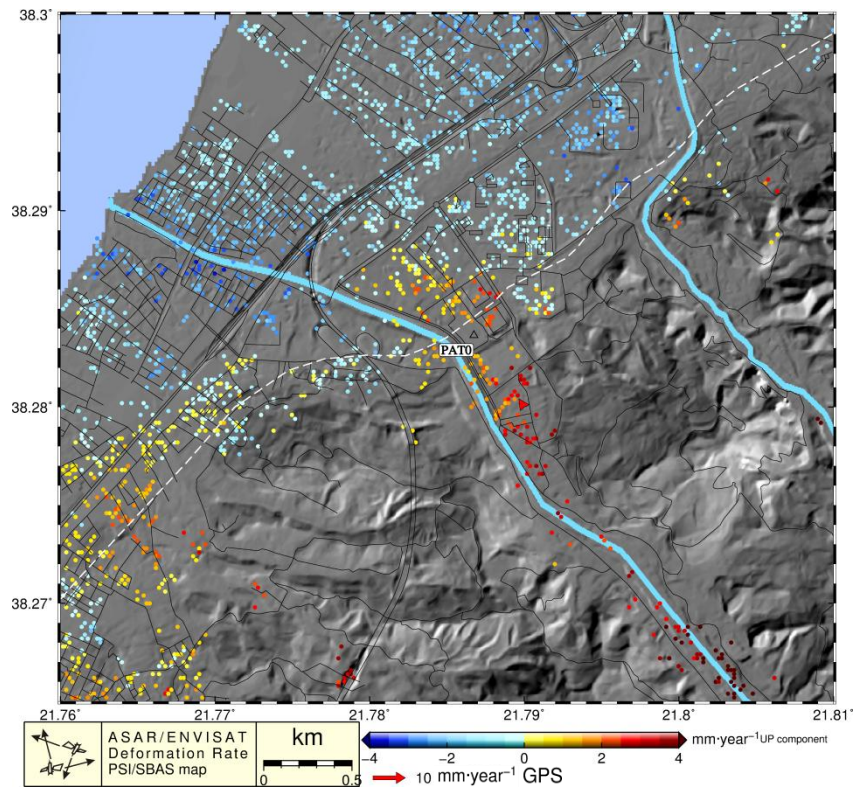 38.3
38.29
38.28
38.27
PAT0
21.76 21.77 21.78 21.79 21.8 21.81
ASAR/ENVISAT
Deformation Rate
PSI/SBAS map
km
0 0.5
−4 −2 0 2 4
mm·year−1 UP component
10 mm·year−1 GPS